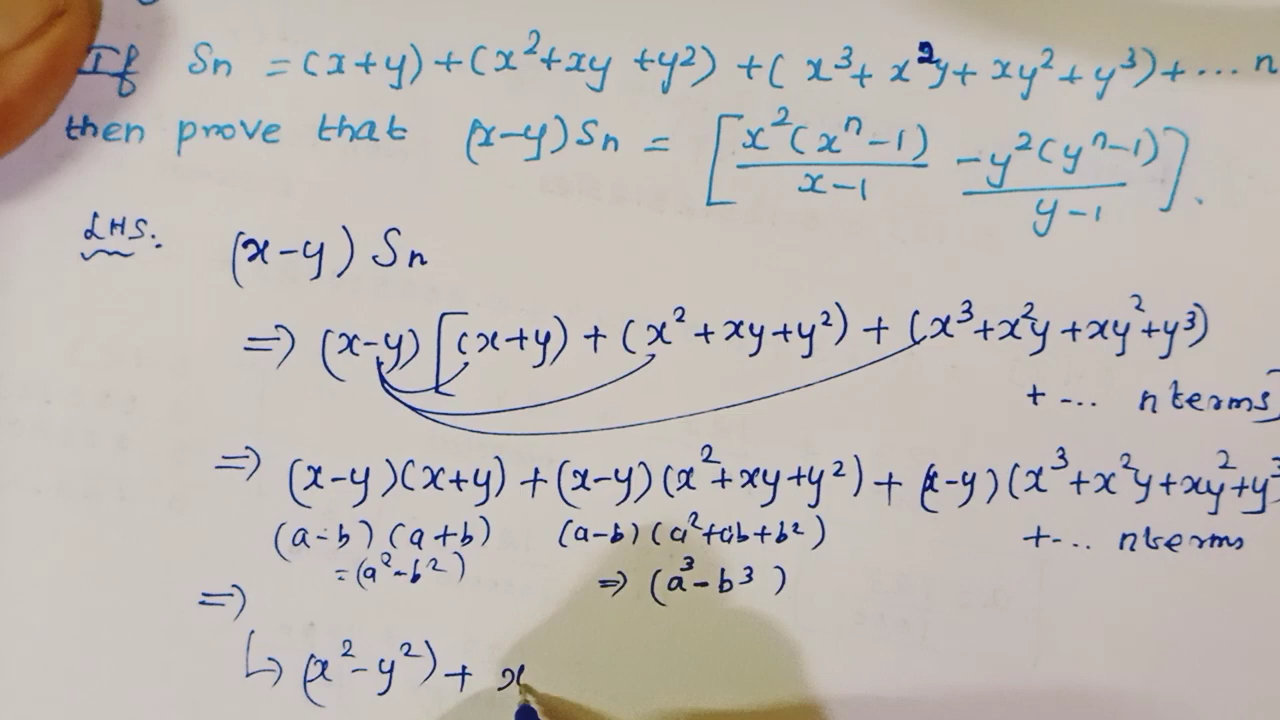 If Sn = (x+y) + (x²+xy+y²) + (x³+x²y+xy²+y³) + ... n
then prove that (x-y)Sn = [x²(xⁿ-1)/x-1 -y²(yⁿ-1)/y-1].
LHS: (x-y) Sn
⇒ (x-y) [(x+y) + (x²+xy+y²) + (x³+x²y+xy²+y³)
+ ... n terms]
⇒ (x-y)(x+y) + (x-y)(x²+xy+y²) + (x-y)(x³+x²y+xy²+y³
(a-b)(a+b) (a-b)(a²+ab+b²) +... nterms
=(a²-b²) ⇒ (a³-b³)
⇒
↳ (x²-y²) + x